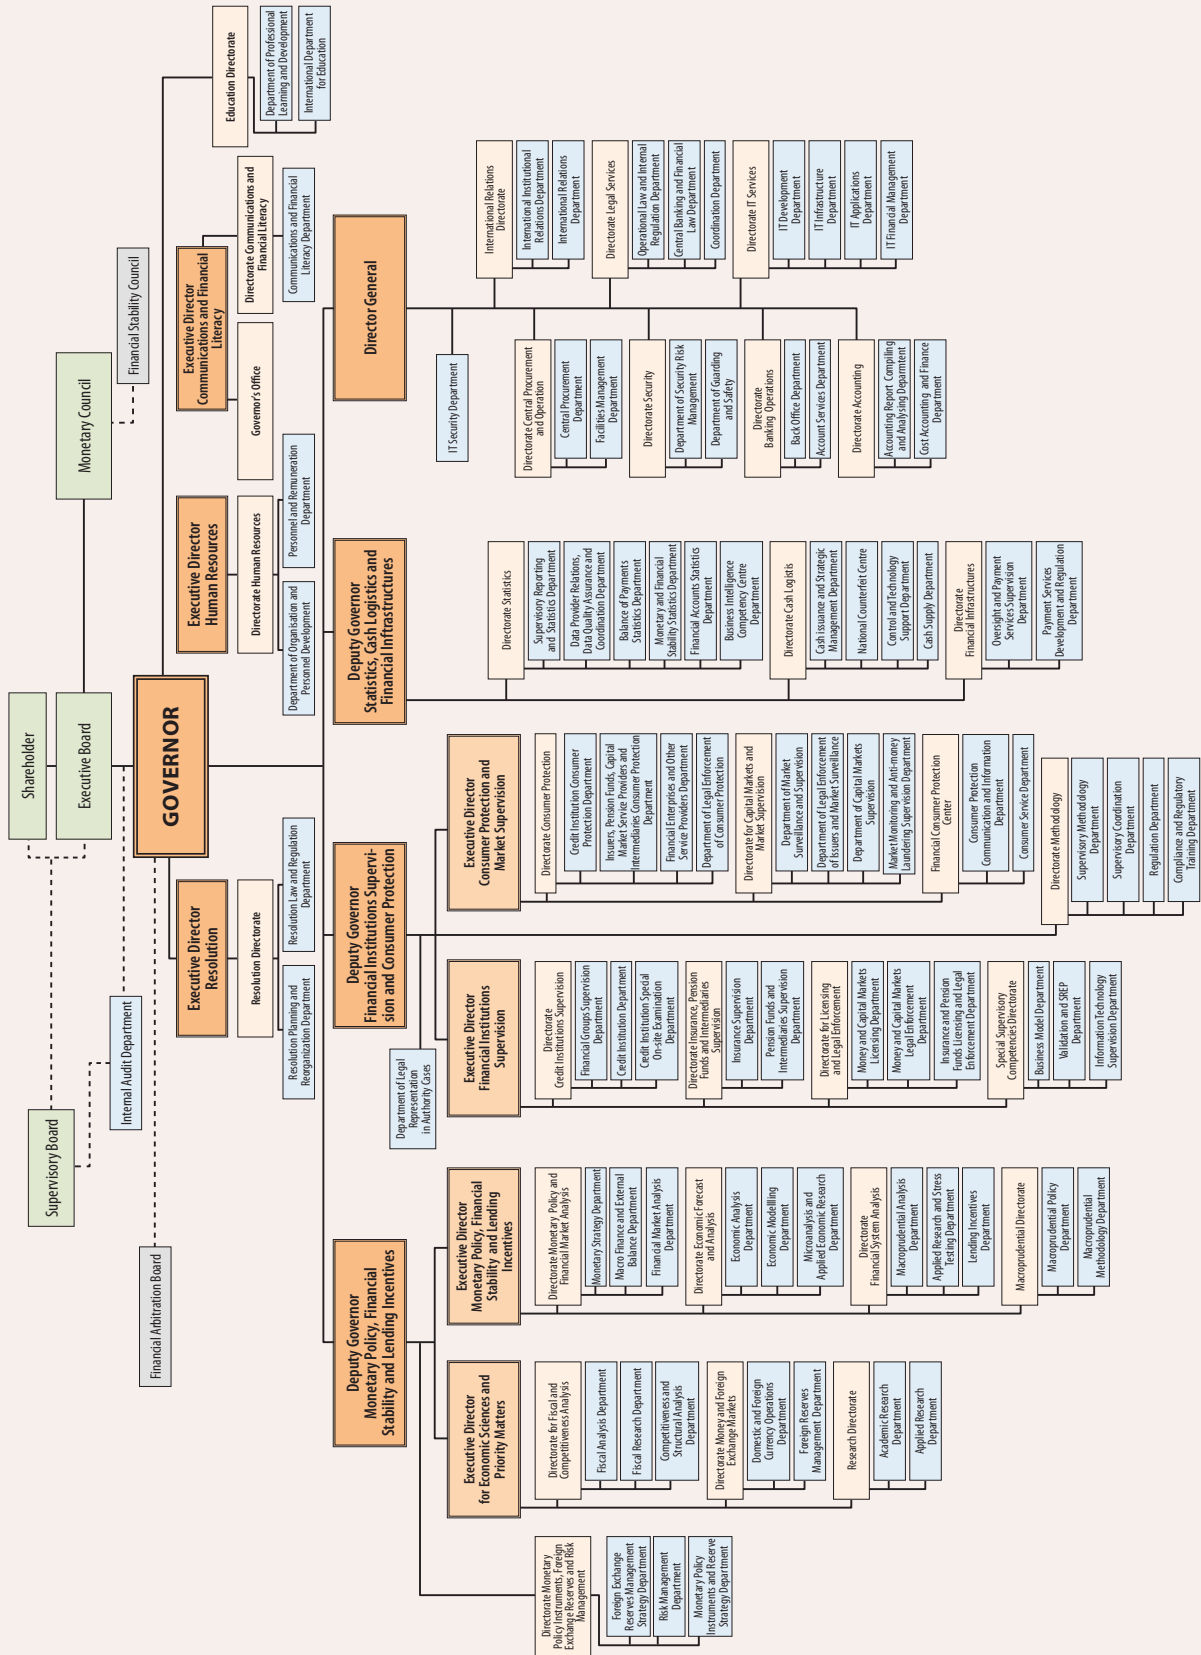 Shareholder
Executive Board
Monetary Council
Financial Stability Council
Supervisory Board
Internal Audit Department
Financial Arbitration Board
GOVERNOR
Executive Director
Resolution
Resolution Directorate
Resolution Planning and
Reorganization Department
Resolution Law and Regulation
Department
Executive Director
Human Resources
Directorate Human Resources
Department of Organisation and
Personnel Development
Personnel and Remuneration
Department
Executive Director
Communications and Financial
Literacy
Governor's Office
Directorate Communications and
Financial Literacy
Communications and Financial
Literacy Department
Education Directorate
Department of Professional
Learning and Development
International Department
for Education
Deputy Governor
Monetary Policy, Financial
Stability and Lending Incentives
Directorate Monetary
Policy Instruments, Foreign
Exchange Reserves and Risk
Management
Foreign Exchange
Reserves Management
Strategy Department
Risk Management
Department
Monetary Policy
Instruments and Reserve
Strategy Department
Executive Director
for Economic Sciences and
Priority Matters
Directorate for Fiscal and
Competitiveness Analysis
Fiscal Analysis Department
Fiscal Research Department
Competitiveness and
Structural Analysis
Department
Directorate Money and Foreign
Exchange Markets
Domestic and Foreign
Currency Operations
Department
Foreign Reserves
Management Department
Research Directorate
Academic Research
Department
Applied Research
Department
Executive Director
Monetary Policy, Financial
Stability and Lending
Incentives
Directorate Monetary Policy and
Financial Market Analysis
Monetary Strategy Department
Macro Finance and External
Balance Department
Financial Market Analysis
Department
Directorate Economic Forecast
and Analysis
Economic Analysis
Department
Economic Modellling
Department
Microanalysis and
Applied Economic Research
Department
Directorate
Financial System Analysis
Macroprudential Analysis
Department
Applied Research and Stress
Testing Department
Lending Incentives
Department
Macroprudential Directorate
Macroprudential Policy
Department
Macroprudential
Methodology Department
Deputy Governor
Financial Institutions Supervi-
sion and Consumer Protection
Department of Legal
Representation
in Authority Cases
Executive Director
Financial Institutions
Supervision
Directorate
Credit Institutions Supervision
Financial Groups Supervision
Department
Credit Institution Department
Credit Institution Special
On-site Examination
Department
Directorate Insurance, Pension
Funds and Intermediaries
Supervision
Insurance Supervision
Department
Pension Funds and
Intermediaries Supervision
Department
Directorate for Licensing
and Legal Enforcement
Money and Capital Markets
Licensing Department
Money and Capital Markets
Legal Enforcement
Department
Insurance and Pension
Funds Licensing and Legal
Enforcement Department
Special Supervisory
Competencies Directorate
Business Model Department
Validation and SREP
Department
Information Technology
Supervision Department
Executive Director
Consumer Protection and
Market Supervision
Directorate Consumer Protection
Credit Institution Consumer
Protection Department
Insurers, Pension Funds, Capital
Market Service Providers and
Intermediaries Consumer Protection
Department
Financial Enterprises and Other
Service Providers Department
Department of Legal Enforcement
of Consumer Protection
Directorate for Capital Markets and
Market Supervision
Department of Market
Surveillance and Supervision
Department of Legal Enforcement
of Issuers and Market Surveillance
Department of Capital Markets
Supervision
Market Monitoring and Anti-money
Laundering Supervision Department
Financial Consumer Protection
Center
Consumer Protection
Communication and Information
Department
Consumer Service Department
Directorate Methodology
Supervisory Methodology
Department
Supervisory Coordination
Department
Regulation Department
Compliance and Regulatory
Training Department
Deputy Governor
Statistics, Cash Logistics and
Financial Infrastructures
Directorate Statistics
Supervisory Reporting
and Statistics Department
Data Provider Relations,
Data Quality Assurance and
Coordination Department
Balance of Payments
Statistics Department
Monetary and Financial
Stability Statistics Department
Financial Accounts Statistics
Department
Business Intelligence
Competency Centre
Department
Directorate Cash Logistis
Cash issuance and Strategic
Management Department
National Counterfeit Centre
Control and Technology
Support Department
Cash Supply Department
Directorate
Financial Infrastructures
Oversight and Payment
Services Supervision
Department
Payment Services
Development and Regulation
Department
Director General
IT Security Department
Directorate Central Procurement
and Operation
Central Procurement
Department
Facilities Management
Department
Directorate Security
Department of Security Risk
Management
Department of Guarding
and Safety
Directorate
Banking Operations
Back Office Department
Account Services Department
Directorate Accounting
Accounting Report Compiling
and Analysing Deparmtent
Cost Accounting and Finance
Department
International Relations
Directorate
International Institutional
Relations Department
International Relations
Department
Directorate Legal Services
Operational Law and Internal
Regulation Department
Central Banking and Financial
Law Department
Coordination Department
Directorate IT Services
IT Development
Department
IT Infrastructure
Department
IT Applications
Department
IT Financial Management
Department